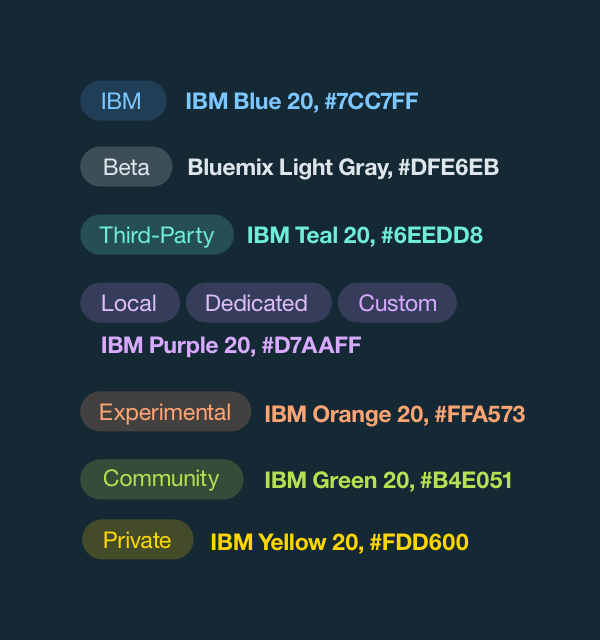 IBM IBM Blue 20, #7CC7FF
Beta Bluemix Light Gray, #DFE6EB
Third-Party IBM Teal 20, #6EEDD8
Local Dedicated Custom
IBM Purple 20, #D7AAFF
Experimental IBM Orange 20, #FFA573
Community IBM Green 20, #B4E051
Private IBM Yellow 20, #FDD600